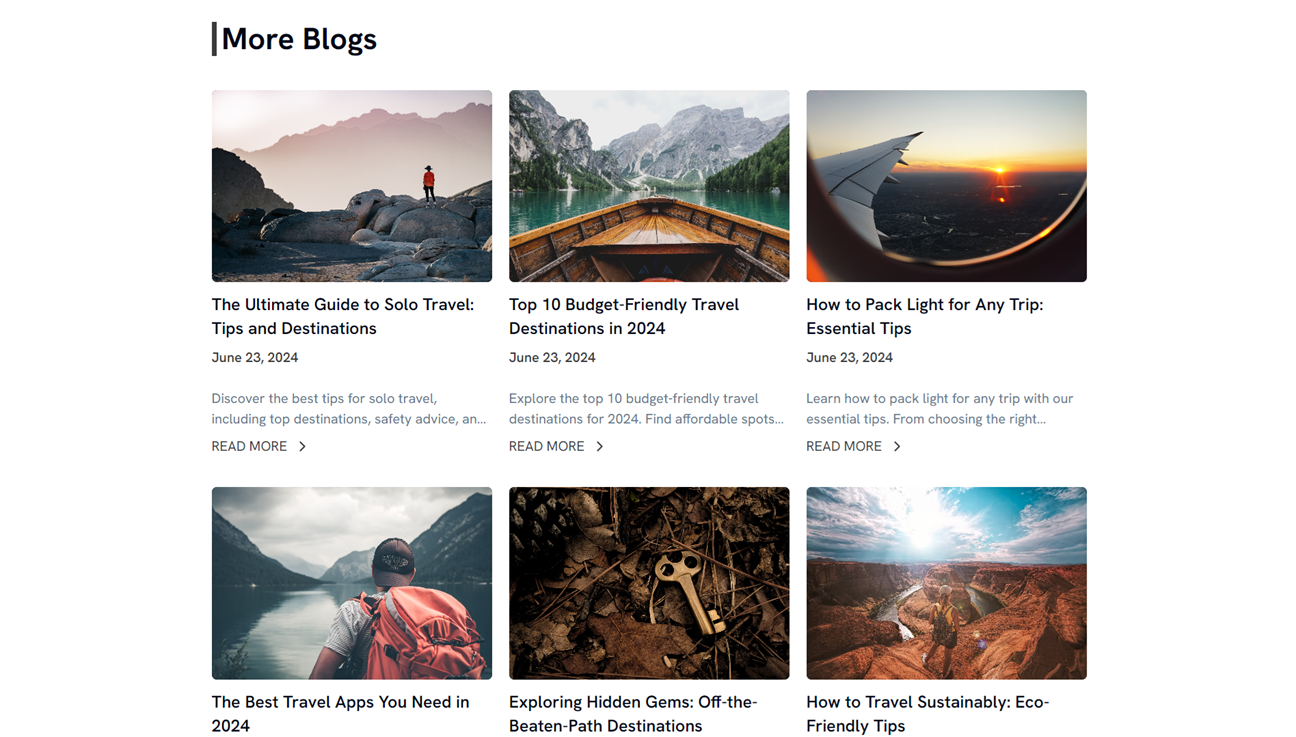 More Blogs
The Ultimate Guide to Solo Travel:
Tips and Destinations
June 23, 2024
Discover the best tips for solo travel,
including top destinations, safety advice, an...
READ MORE
Top 10 Budget-Friendly Travel
Destinations in 2024
June 23, 2024
Explore the top 10 budget-friendly travel
destinations for 2024. Find affordable spots...
READ MORE
How to Pack Light for Any Trip:
Essential Tips
June 23, 2024
Learn how to pack light for any trip with our
essential tips. From choosing the right...
READ MORE
The Best Travel Apps You Need in
2024
Exploring Hidden Gems: Off-the-
Beaten-Path Destinations
How to Travel Sustainably: Eco-
Friendly Tips